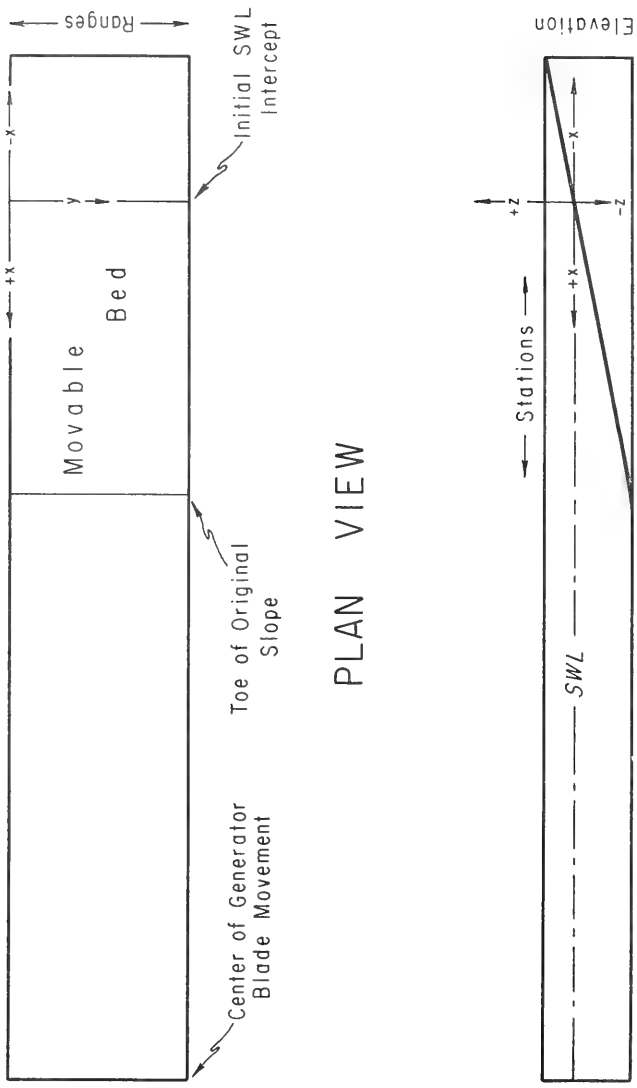 Ranges
+x
-x
y
Movable
Bed
Initial SWL
Intercept
Toe of Original
Slope
Center of Generator
Blade Movement
PLAN VIEW
Elevation
Stations
+z
-z
+x
-x
SWL